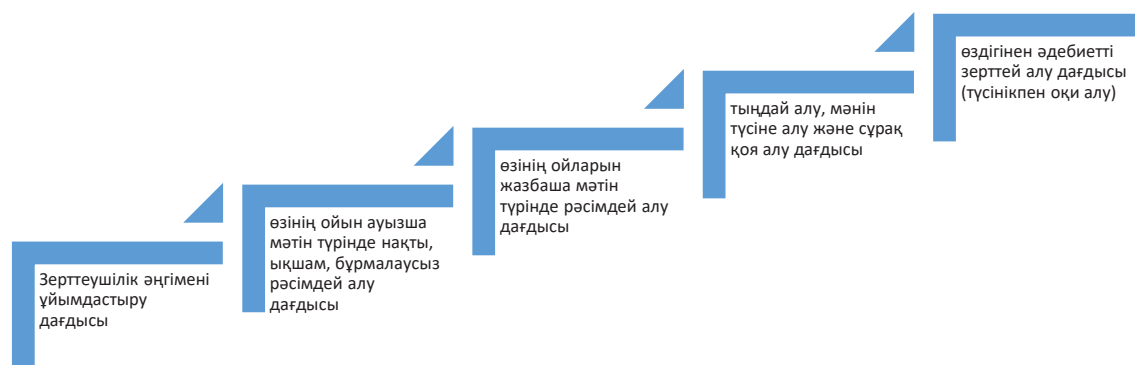 Зерттеушілік әңгімені
ұйымдастыру
дағдысы
өзінің ойын ауызша
мәтін түрінде нақты,
ықшам, бұрмалаусыз
рәсімдей алу
дағдысы
өзінің ойларын
жазбаша мәтін
түрінде рәсімдей алу
дағдысы
тыңдай алу, мәнін
түсіне алу және сұрақ
қоя алу дағдысы
өздігінен әдебиетті
зерттей алу дағдысы
(түсінікпен оқи алу)